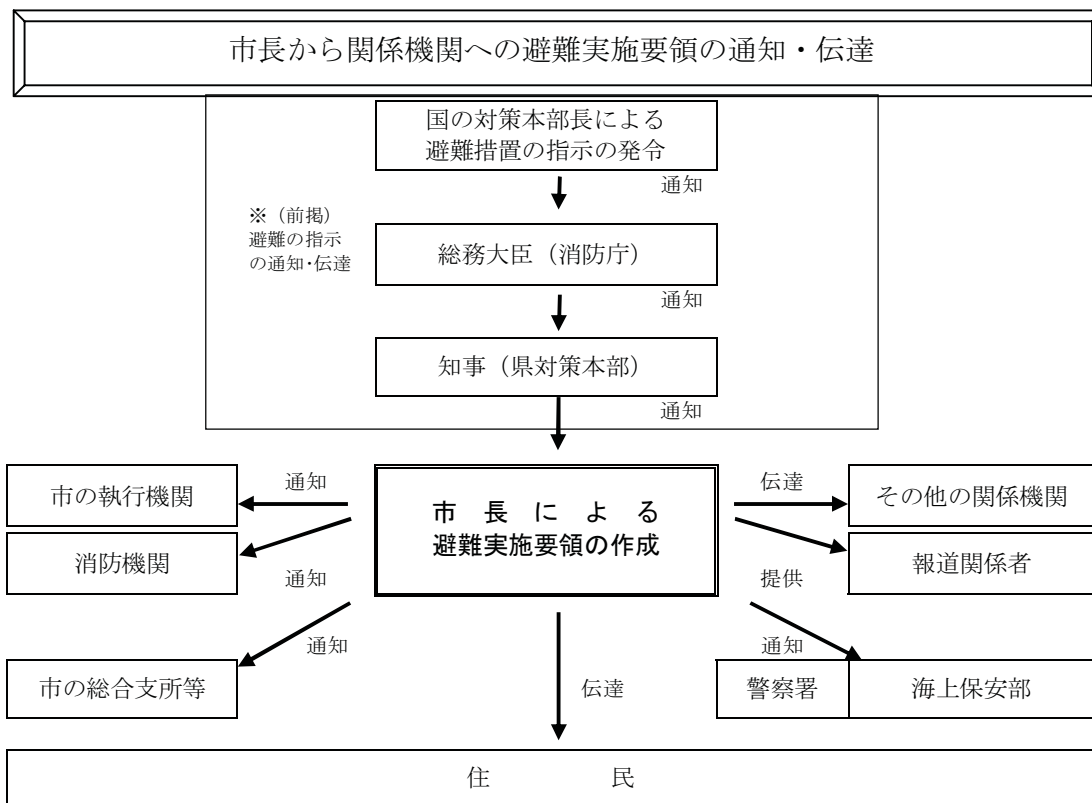 市長から関係機関への避難実施要領の通知・伝達
国の対策本部長による
避難措置の指示の発令
通知
※（前掲）
避難の指示
の通知・伝達
総務大臣（消防庁）
通知
知事（県対策本部）
通知
市の執行機関
通知
市長による
避難実施要領の作成
伝達
その他の関係機関
消防機関
通知
提供
報道関係者
通知
通知
市の総合支所等
伝達
警察署
海上保安部
住民